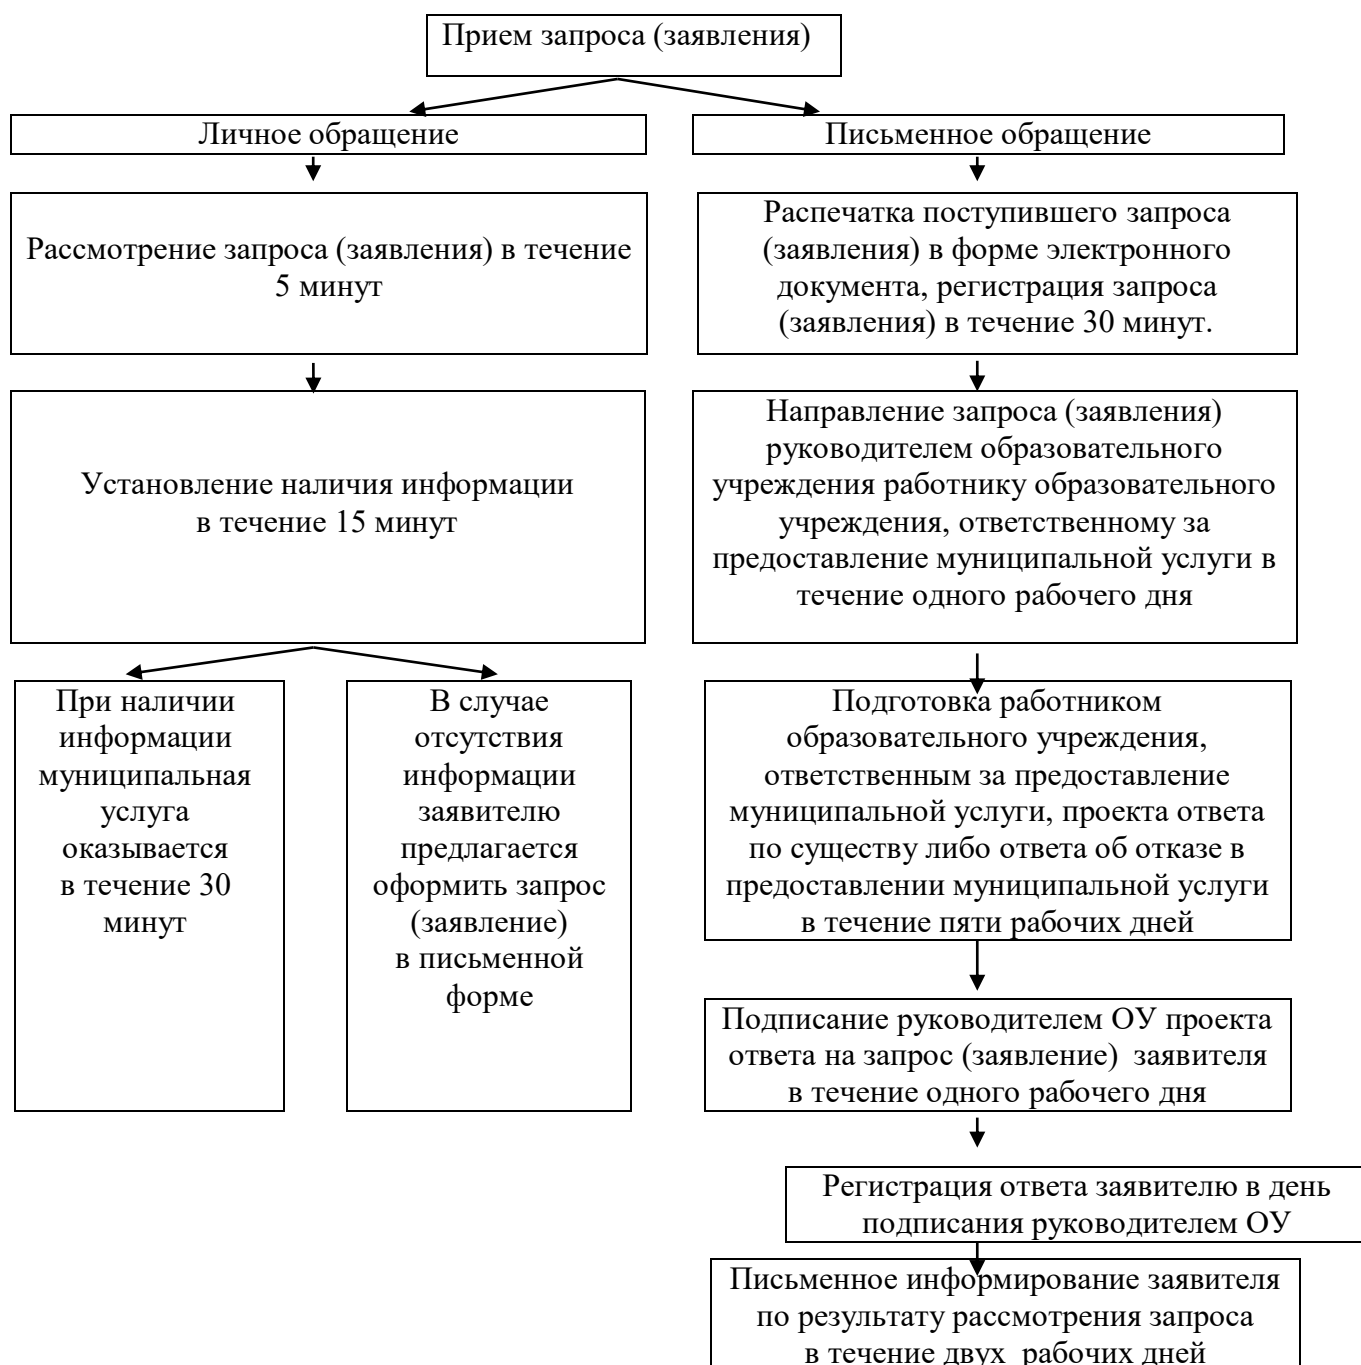 Прием запроса (заявления)
Личное обращение
Рассмотрение запроса (заявления) в течение
5 минут
Установление наличия информации
в течение 15 минут
При наличии
информации
муниципальная
услуга
оказывается
в течение 30
минут
В случае
отсутствия
информации
заявителю
предлагается
оформить запрос
(заявление)
в письменной
форме
Письменное обращение
Распечатка поступившего запроса
(заявления) в форме электронного
документа, регистрация запроса
(заявления) в течение 30 минут.
Направление запроса (заявления)
руководителем образовательного
учреждения работнику образовательного
учреждения, ответственному за
предоставление муниципальной услуги в
течение одного рабочего дня
Подготовка работником
образовательного учреждения,
ответственным за предоставление
муниципальной услуги, проекта ответа
по существу либо ответа об отказе в
предоставлении муниципальной услуги
в течение пяти рабочих дней
Подписание руководителем ОУ проекта
ответа на запрос (заявление)  заявителя
в течение одного рабочего дня
Регистрация ответа заявителю в день
подписания руководителем ОУ
Письменное информирование заявителя
по результату рассмотрения запроса
в течение двух  рабочих дней